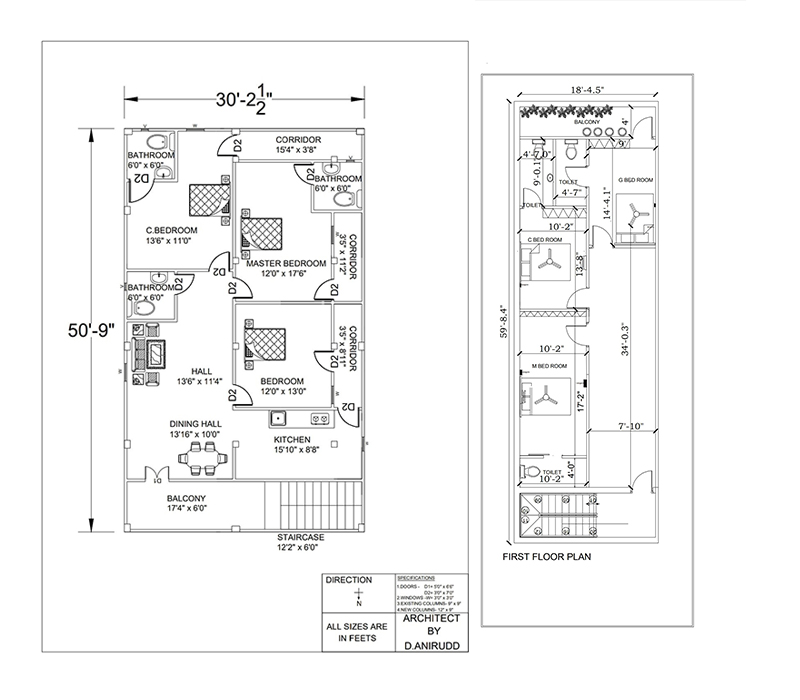 30'-2 1/2"
50'-9"
CORRIDOR
15'4" x 3'8"
BATHROOM
6'0" x 6'0"
D2
D2
D2
BATHROOM
6'0" x 6'0"
C.BEDROOM
13'6" x 11'0"
MASTER BEDROOM
12'0" x 17'6"
CORRIDOR
3'5" x 11'2"
D2
D2
D2
BATHROOM
6'0" x 6'0"
D2
HALL
13'6" x 11'4"
BEDROOM
12'0" x 13'0"
CORRIDOR
3'5" x 8'11"
D2
D2
D2
DINING HALL
13'16" x 10'0"
KITCHEN
15'10" x 8'8"
D1
BALCONY
17'4" x 6'0"
STAIRCASE
12'2" x 6'0"
DIRECTION
N
SPECIFICATIONS
1.DOORS - D1= 5'0" x 6'6"
D2= 3'0" x 7'0"
2.WINDOWS -W= 3'0" x 3'0"
3.EXISTING COLUMNS- 9" x 9"
4.NEW COLUMNS- 12" x 9"
ALL SIZES ARE
IN FEETS
ARCHITECT
BY
D.ANIRUDD
18'-4.5"
BALCONY
4'
9'
4'-7.0"
9'-0.1"
TOILET
4'-7"
TOILET
G BED ROOM
14'-4.1"
10'-2"
C BED ROOM
13'-8"
59'-8.4"
34'-0.3"
10'-2"
M BED ROOM
17'-2"
7'-10"
TOILET
4'-0"
10'-2"
FIRST FLOOR PLAN